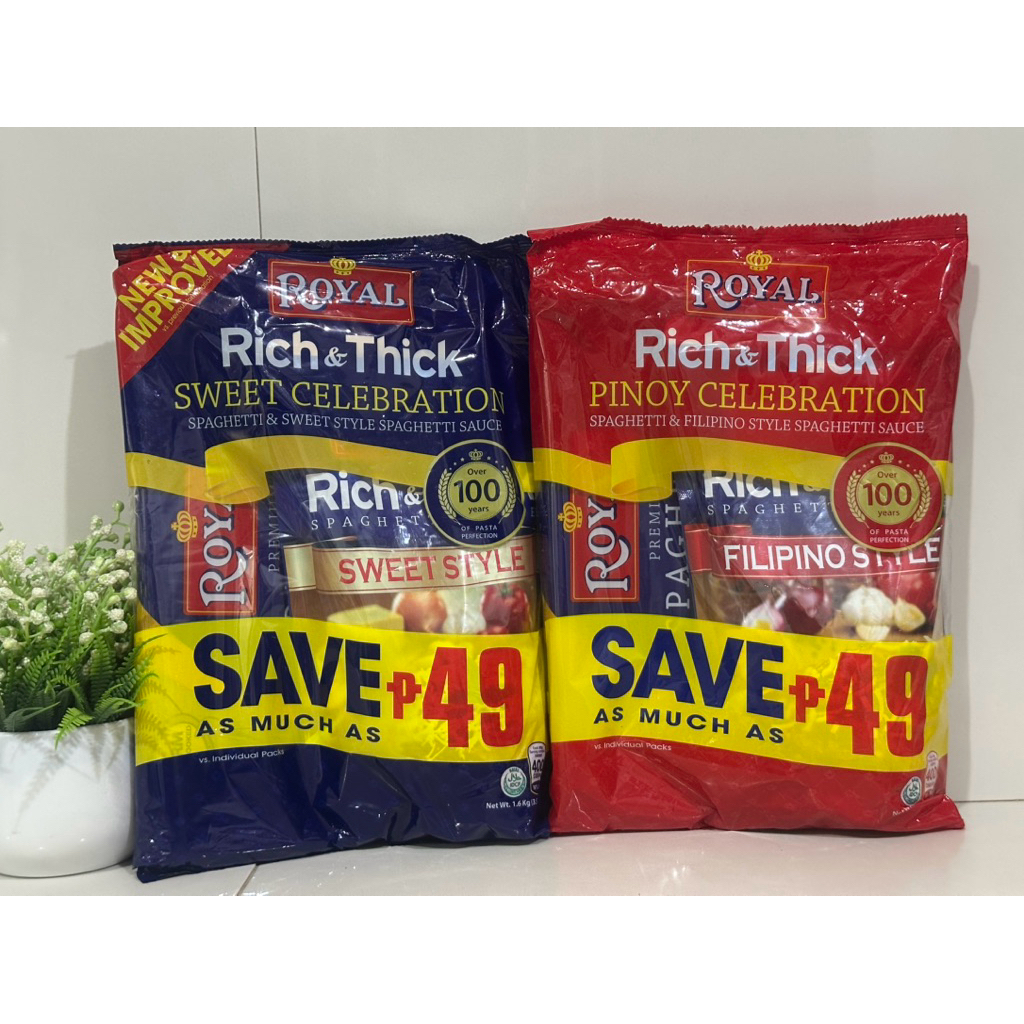 NEW &
IMPROVED
ROYAL
Rich & Thick
SWEET CELEBRATION
SPAGHETTI & SWEET STYLE SPAGHETTI SAUCE
Over
100
years
OF PASTA
PERFECTION
ROYAL
PREMI
Rich &
SPAGHET
SWEET STYLE
SAVE ₱49
AS MUCH AS
vs. Individual Packs
Net Wt. 1.6 Kg
ROYAL
Rich & Thick
PINOY CELEBRATION
SPAGHETTI & FILIPINO STYLE SPAGHETTI SAUCE
Over
100
years
OF PASTA
PERFECTION
ROYAL
PREMI
PAGH
Rich &
SPAGHET
FILIPINO STYLE
SAVE ₱49
AS MUCH AS
vs. Individual Packs